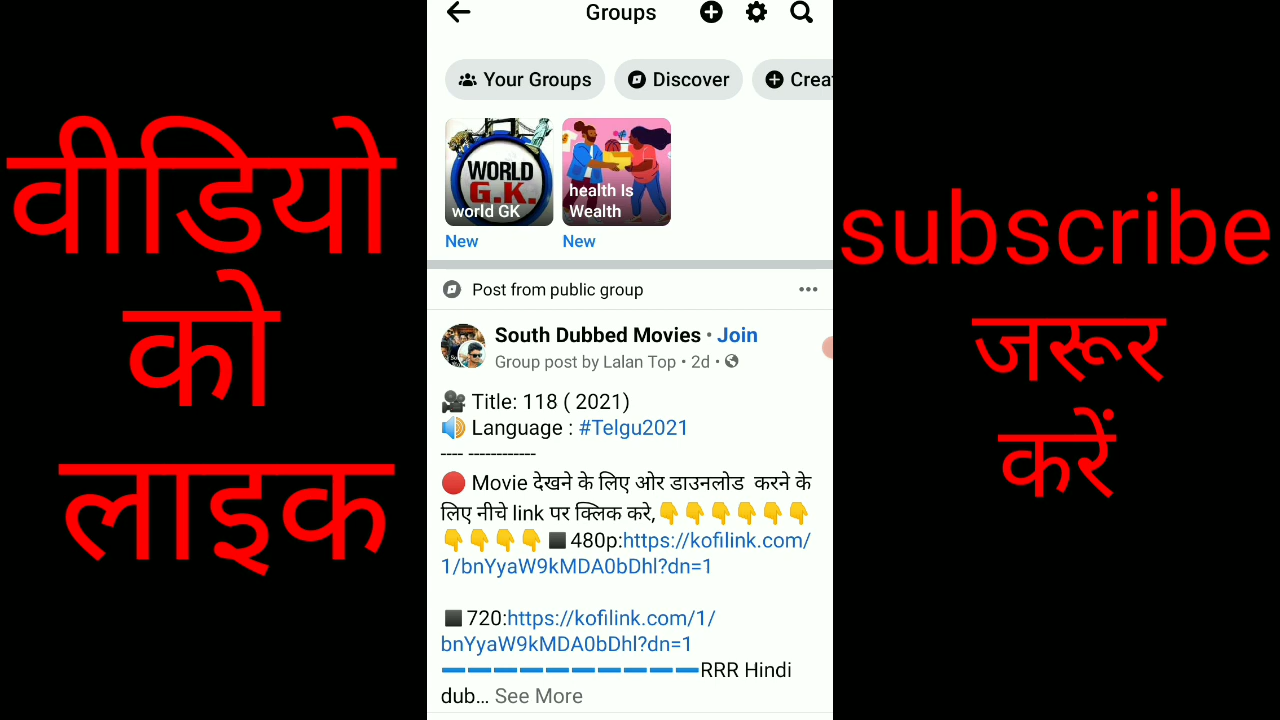 वीडियो
को
लाइक
Groups
Your Groups
Discover
Crea
WORLD
G.K.
world GK
health Is
Wealth
New
New
Post from public group
South Dubbed Movies • Join
Group post by Lalan Top • 2d •
🎥 Title: 118 ( 2021)
🔊 Language : #Telgu2021
---- ------------
🔴 Movie देखने के लिए ओर डाउनलोड करने के
लिए नीचे link पर क्लिक करे,👇👇👇👇👇👇
👇👇👇👇⬛480p:https://kofilink.com/
1/bnYyaW9kMDA0bDhl?dn=1
⬛720:https://kofilink.com/1/
bnYyaW9kMDA0bDhl?dn=1
➖➖➖➖➖➖➖➖➖➖RRR Hindi
dub... See More
subscribe
जरूर
करें